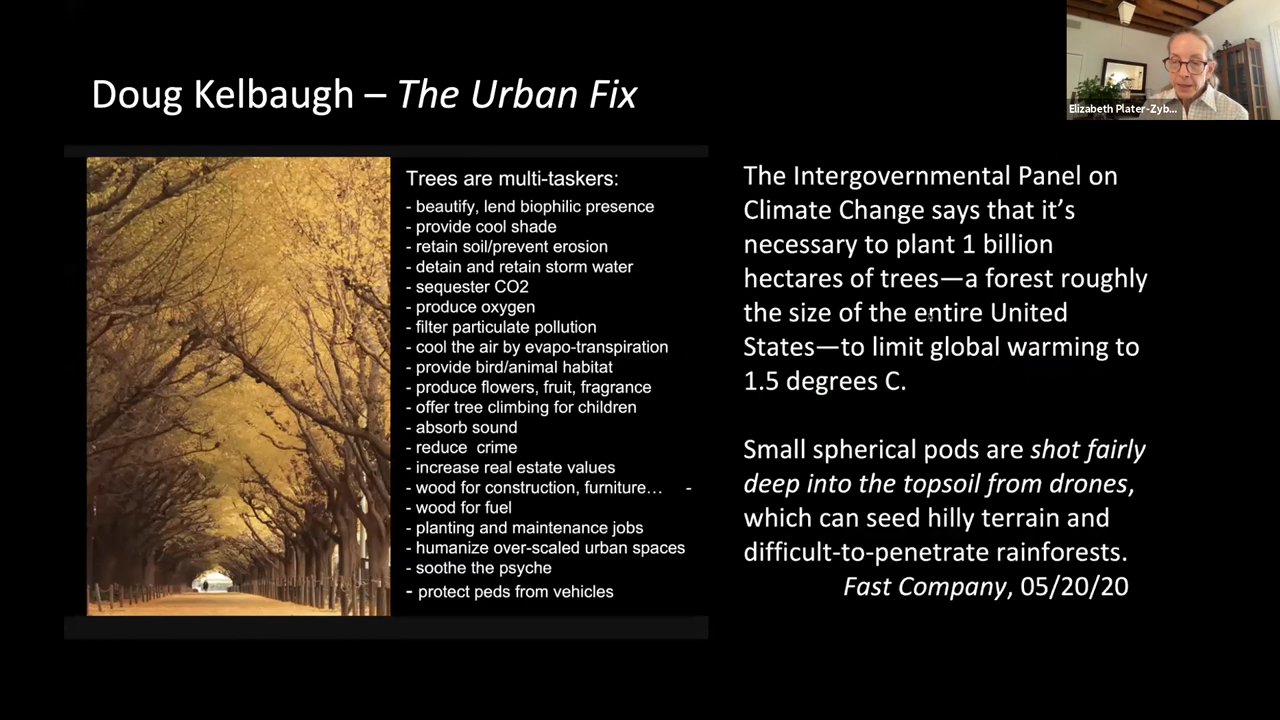 Doug Kelbaugh – The Urban Fix
Trees are multi-taskers:
- beautify, lend biophilic presence
- provide cool shade
- retain soil/prevent erosion
- detain and retain storm water
- sequester CO2
- produce oxygen
- filter particulate pollution
- cool the air by evapo-transpiration
- provide bird/animal habitat
- produce flowers, fruit, fragrance
- offer tree climbing for children
- absorb sound
- reduce  crime
- increase real estate values
- wood for construction, furniture…    -
- wood for fuel
- planting and maintenance jobs
- humanize over-scaled urban spaces
- soothe the psyche
- protect peds from vehicles
The Intergovernmental Panel on
Climate Change says that it’s
necessary to plant 1 billion
hectares of trees—a forest roughly
the size of the entire United
States—to limit global warming to
1.5 degrees C.
Small spherical pods are shot fairly
deep into the topsoil from drones,
which can seed hilly terrain and
difficult-to-penetrate rainforests.
Fast Company, 05/20/20
Elizabeth Plater-Zyb...